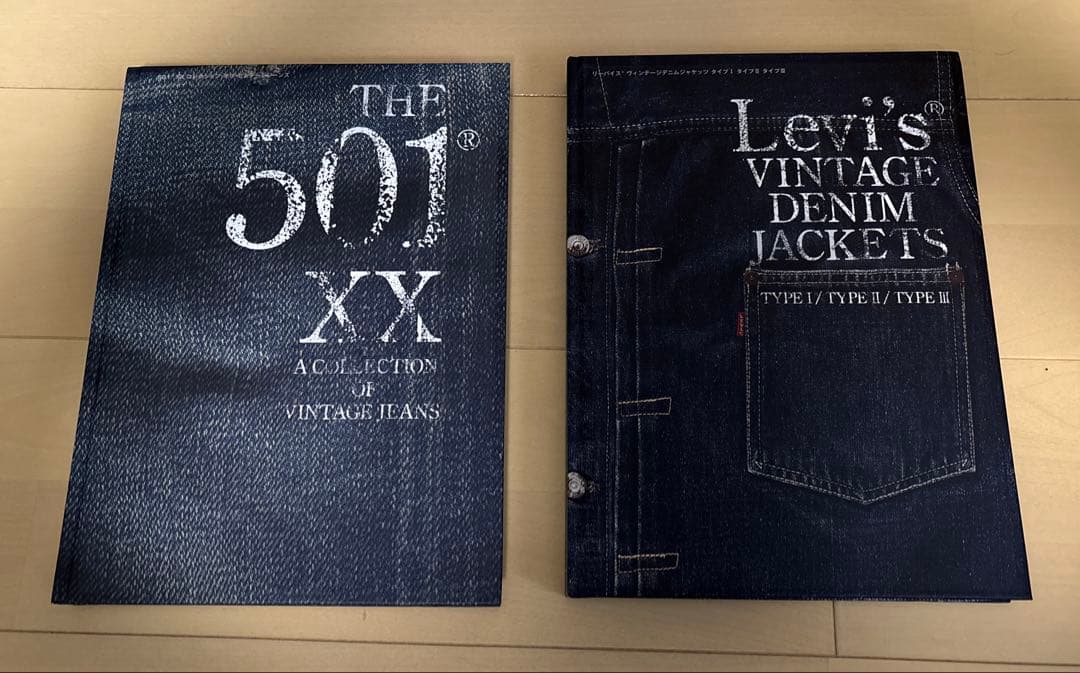 THE
501®
XX
A COLLECTION
OF
VINTAGE JEANS
リーバイス® ヴィンテージデニムジャケッツ タイプⅠ タイプⅡ タイプⅢ
Levi's®
VINTAGE
DENIM
JACKETS
TYPE I / TYPE II / TYPE III